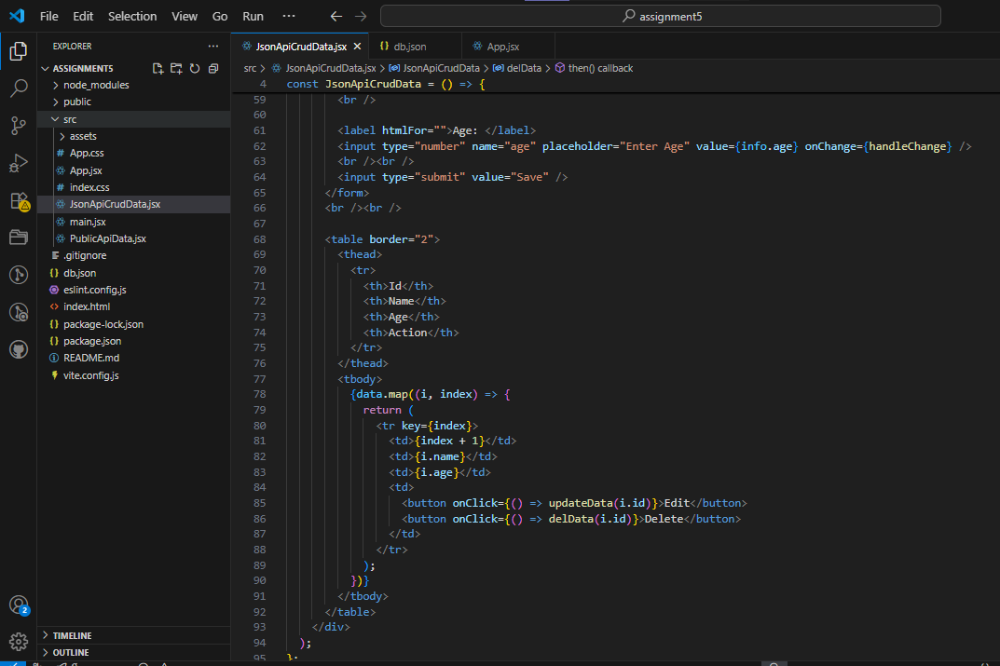 File Edit Selection View Go Run ··· assignment5
EXPLORER ···
ASSIGNMENT5
node_modules
public
src
assets
# App.css
App.jsx
# index.css
JsonApiCrudData.jsx
main.jsx
PublicApiData.jsx
.gitignore
{} db.json
eslint.config.js
<> index.html
{} package-lock.json
{} package.json
README.md
vite.config.js
TIMELINE
OUTLINE
2
JsonApiCrudData.jsx × {} db.json App.jsx
src > JsonApiCrudData.jsx > JsonApiCrudData > delData > then() callback
4 const JsonApiCrudData = () => {
59 <br />
60
61 <label htmlFor="">Age: </label>
62 <input type="number" name="age" placeholder="Enter Age" value={info.age} onChange={handleChange} />
63 <br /><br />
64 <input type="submit" value="Save" />
65 </form>
66 <br /><br />
67
68 <table border="2">
69 <thead>
70 <tr>
71 <th>Id</th>
72 <th>Name</th>
73 <th>Age</th>
74 <th>Action</th>
75 </tr>
76 </thead>
77 <tbody>
78 {data.map((i, index) => {
79 return (
80 <tr key={index}>
81 <td>{index + 1}</td>
82 <td>{i.name}</td>
83 <td>{i.age}</td>
84 <td>
85 <button onClick={() => updateData(i.id)}>Edit</button>
86 <button onClick={() => delData(i.id)}>Delete</button>
87 </td>
88 </tr>
89 );
90 })}
91 </tbody>
92 </table>
93 </div>
94 );
95 };